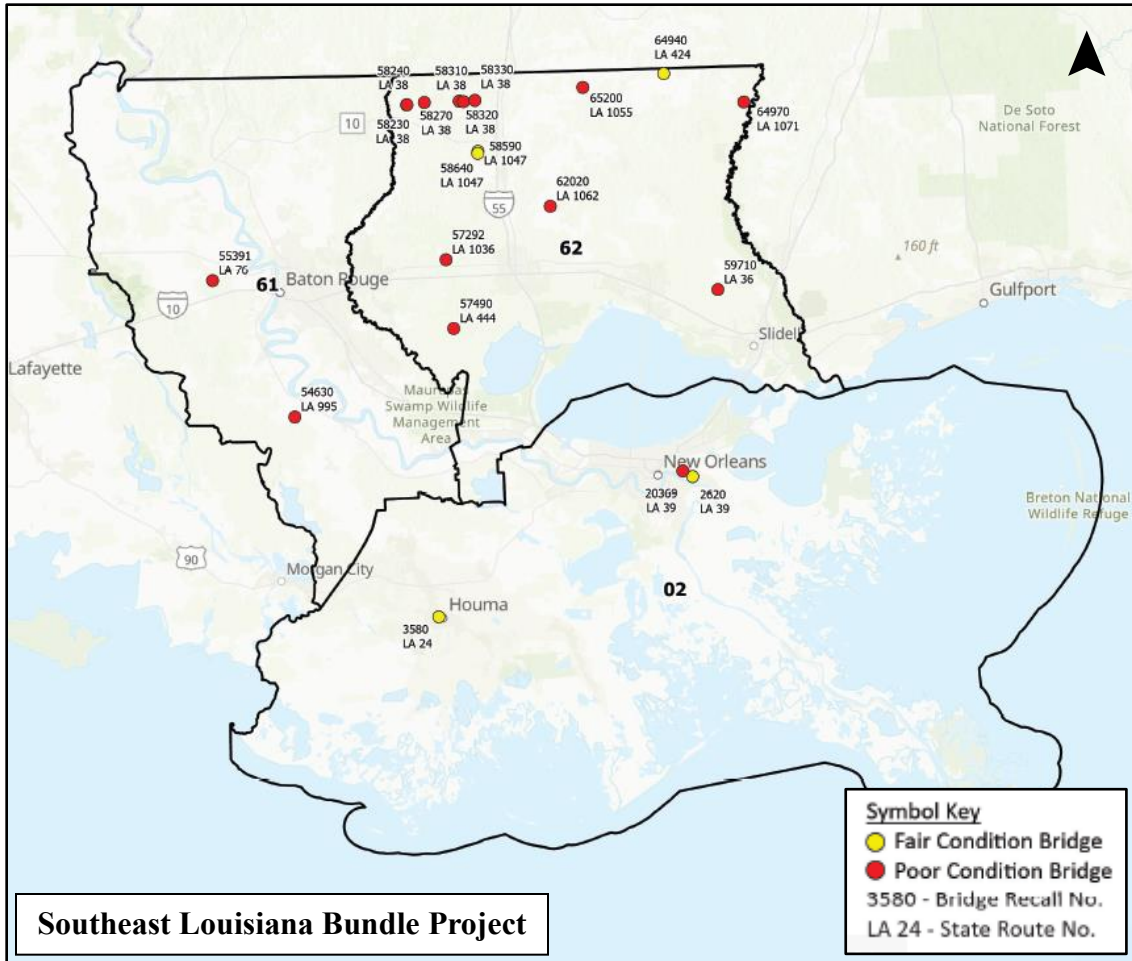 64940
LA 424
58240
LA 38
58310
LA 38
58330
LA 38
65200
LA 1055
64970
LA 1071
De Soto
National Forest
10
58230
LA 38
58270
LA 38
58320
LA 38
58590
LA 1047
58640
LA 1047
62020
LA 1062
55
62
57292
LA 1036
160 ft
55391
LA 76
61
Baton Rouge
10
59710
LA 36
Gulfport
57490
LA 444
Slidell
Lafayette
54630
LA 995
Maurepas
Swamp Wildlife
Management
Area
New Orleans
20369
LA 39
2620
LA 39
Breton National
Wildlife Refuge
90
Morgan City
02
Houma
3580
LA 24
Symbol Key
Fair Condition Bridge
Poor Condition Bridge
3580 - Bridge Recall No.
LA 24 - State Route No.
Southeast Louisiana Bundle Project